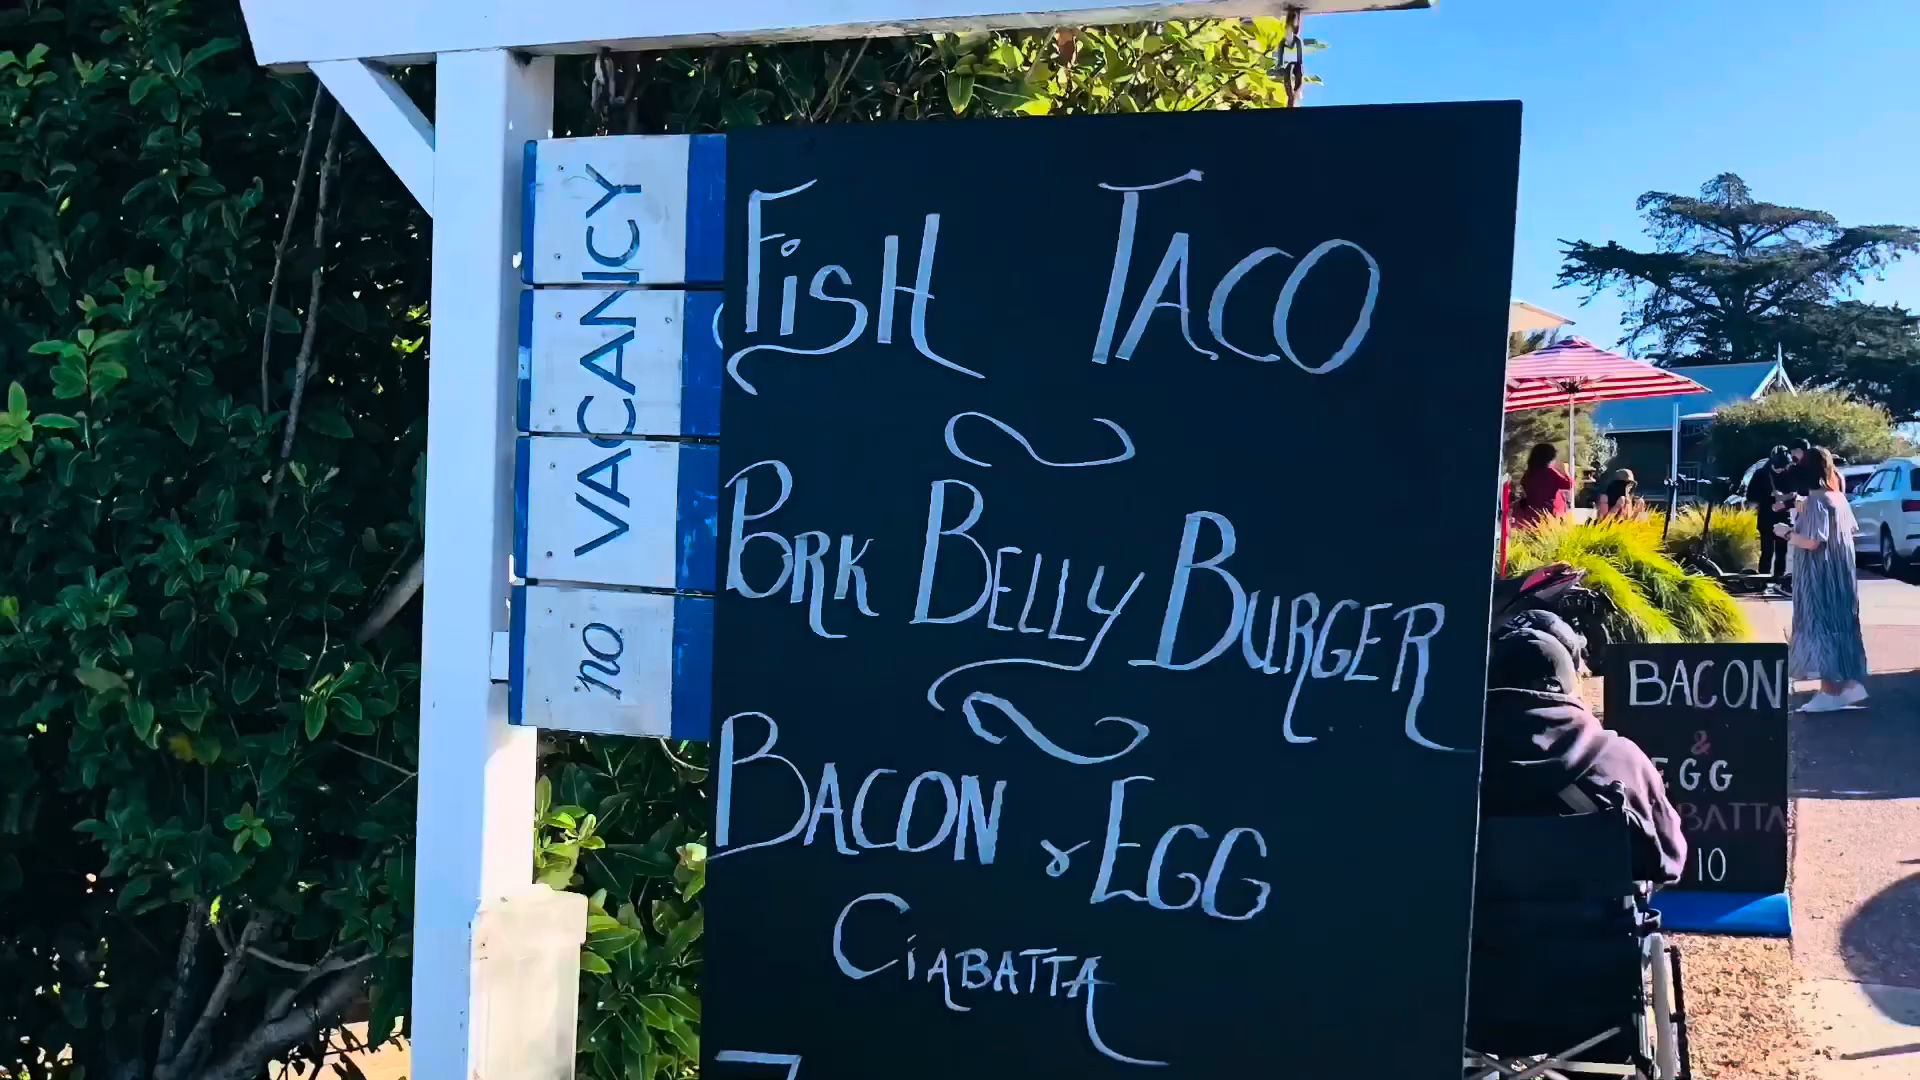 no VACANCY
FisH TACO
PORK BELLY BURGER
BACON & EGG
CiABATTA
BACON
&
EGG
10